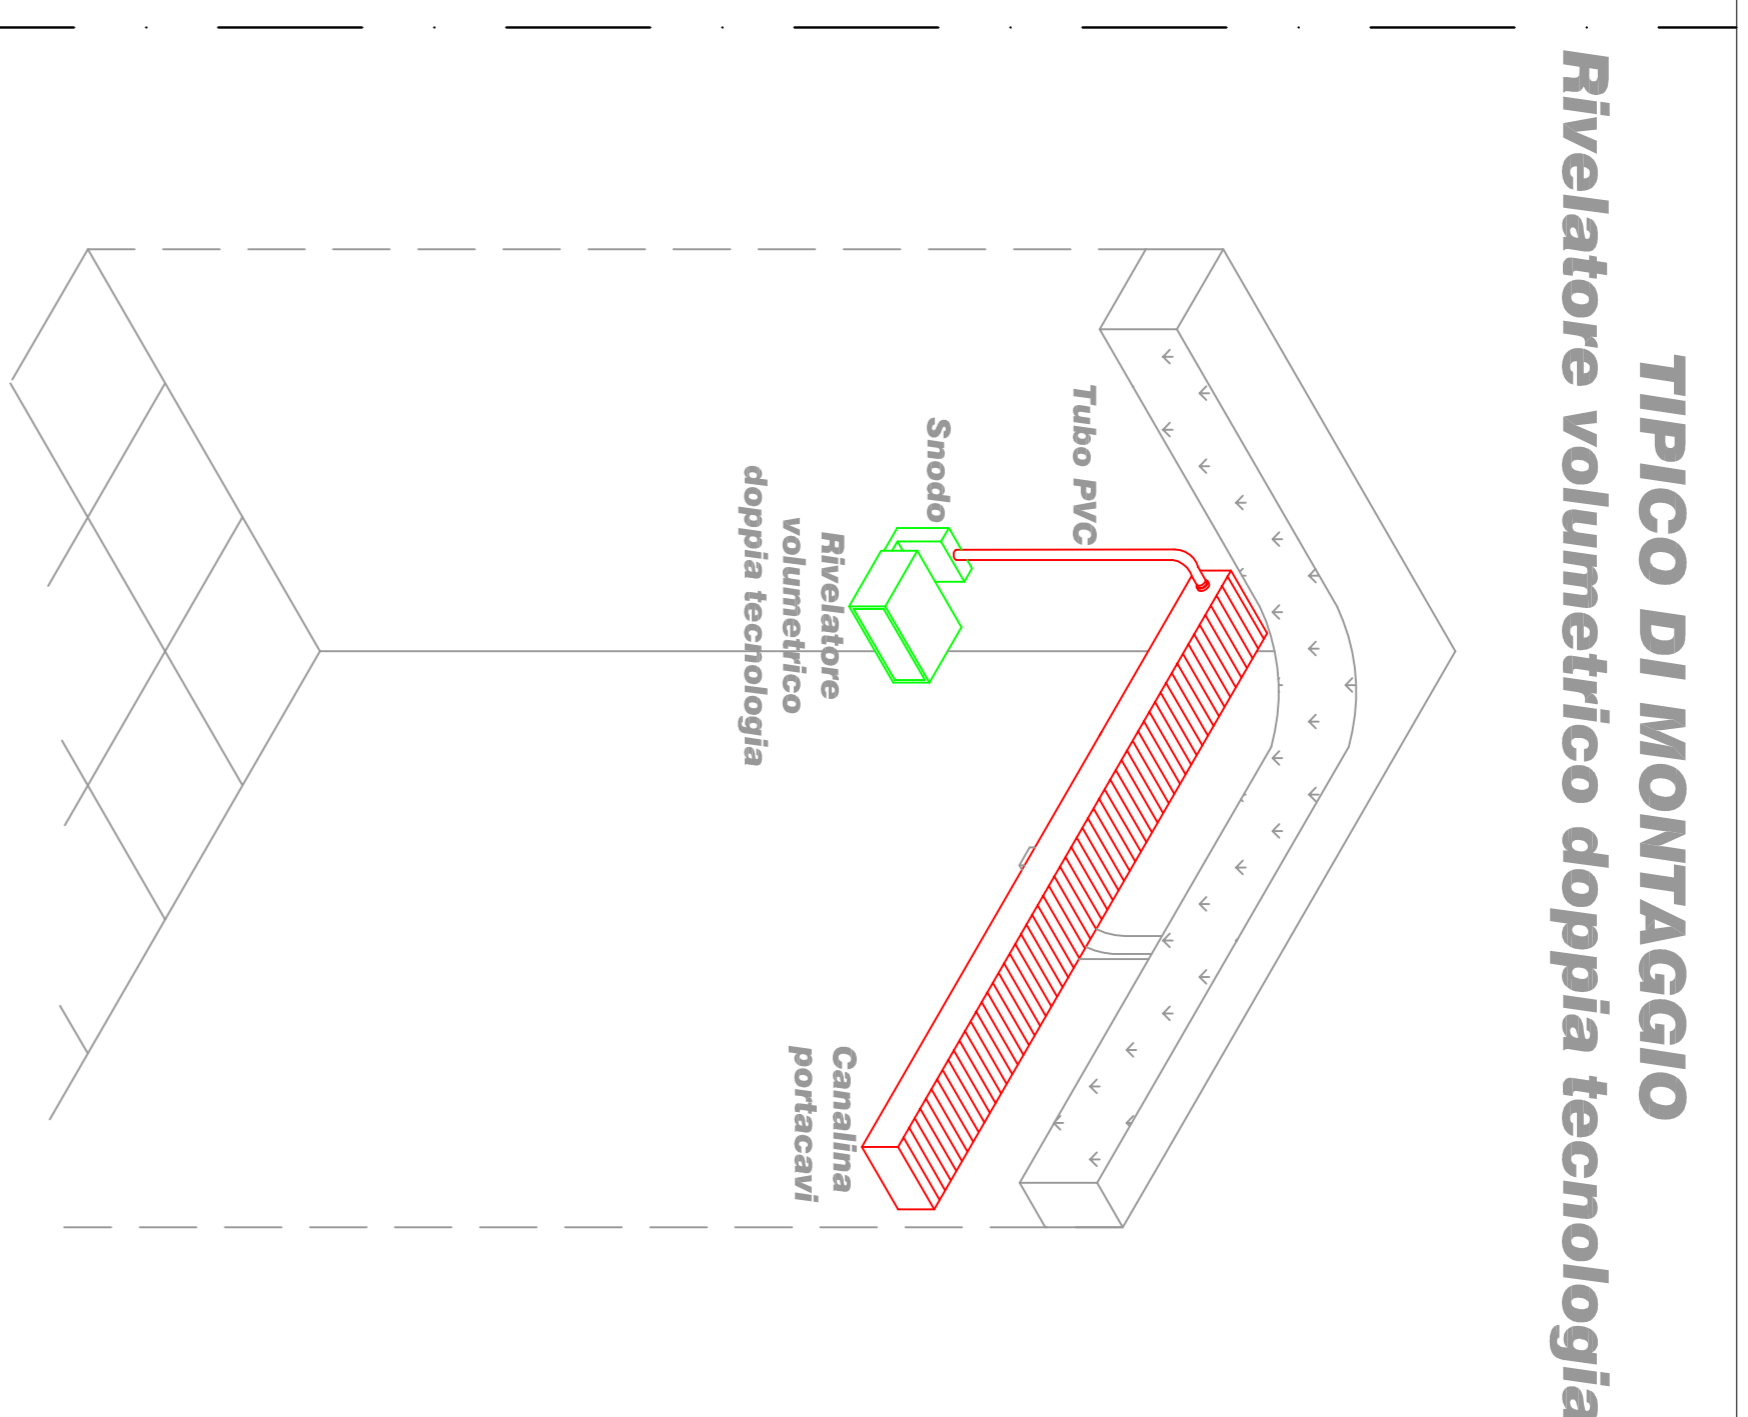 TIPICO DI MONTAGGIO
Rivelatore volumetrico doppia tecnologia
Tubo PVC
Snodo
Rivelatore
volumetrico
doppia tecnologia
Canalina
portacavi